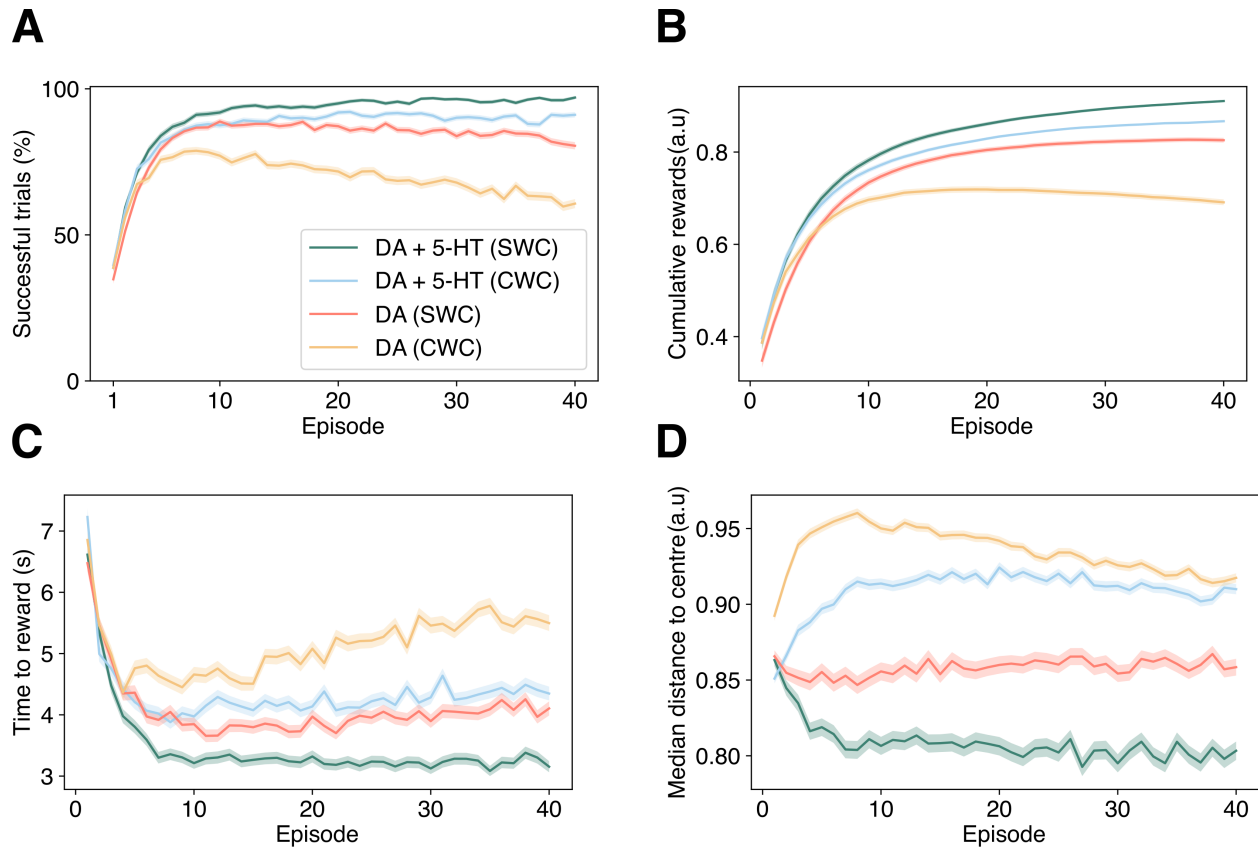 A
Successful trials (%)
100
50
0
1
10
20
30
40
Episode
DA + 5-HT (SWC)
DA + 5-HT (CWC)
DA (SWC)
DA (CWC)
B
Cumulative rewards(a.u)
0.8
0.6
0.4
0
10
20
30
40
Episode
C
Time to reward (s)
7
6
5
4
3
0
10
20
30
40
Episode
D
Median distance to centre(a.u)
0.95
0.90
0.85
0.80
0
10
20
30
40
Episode